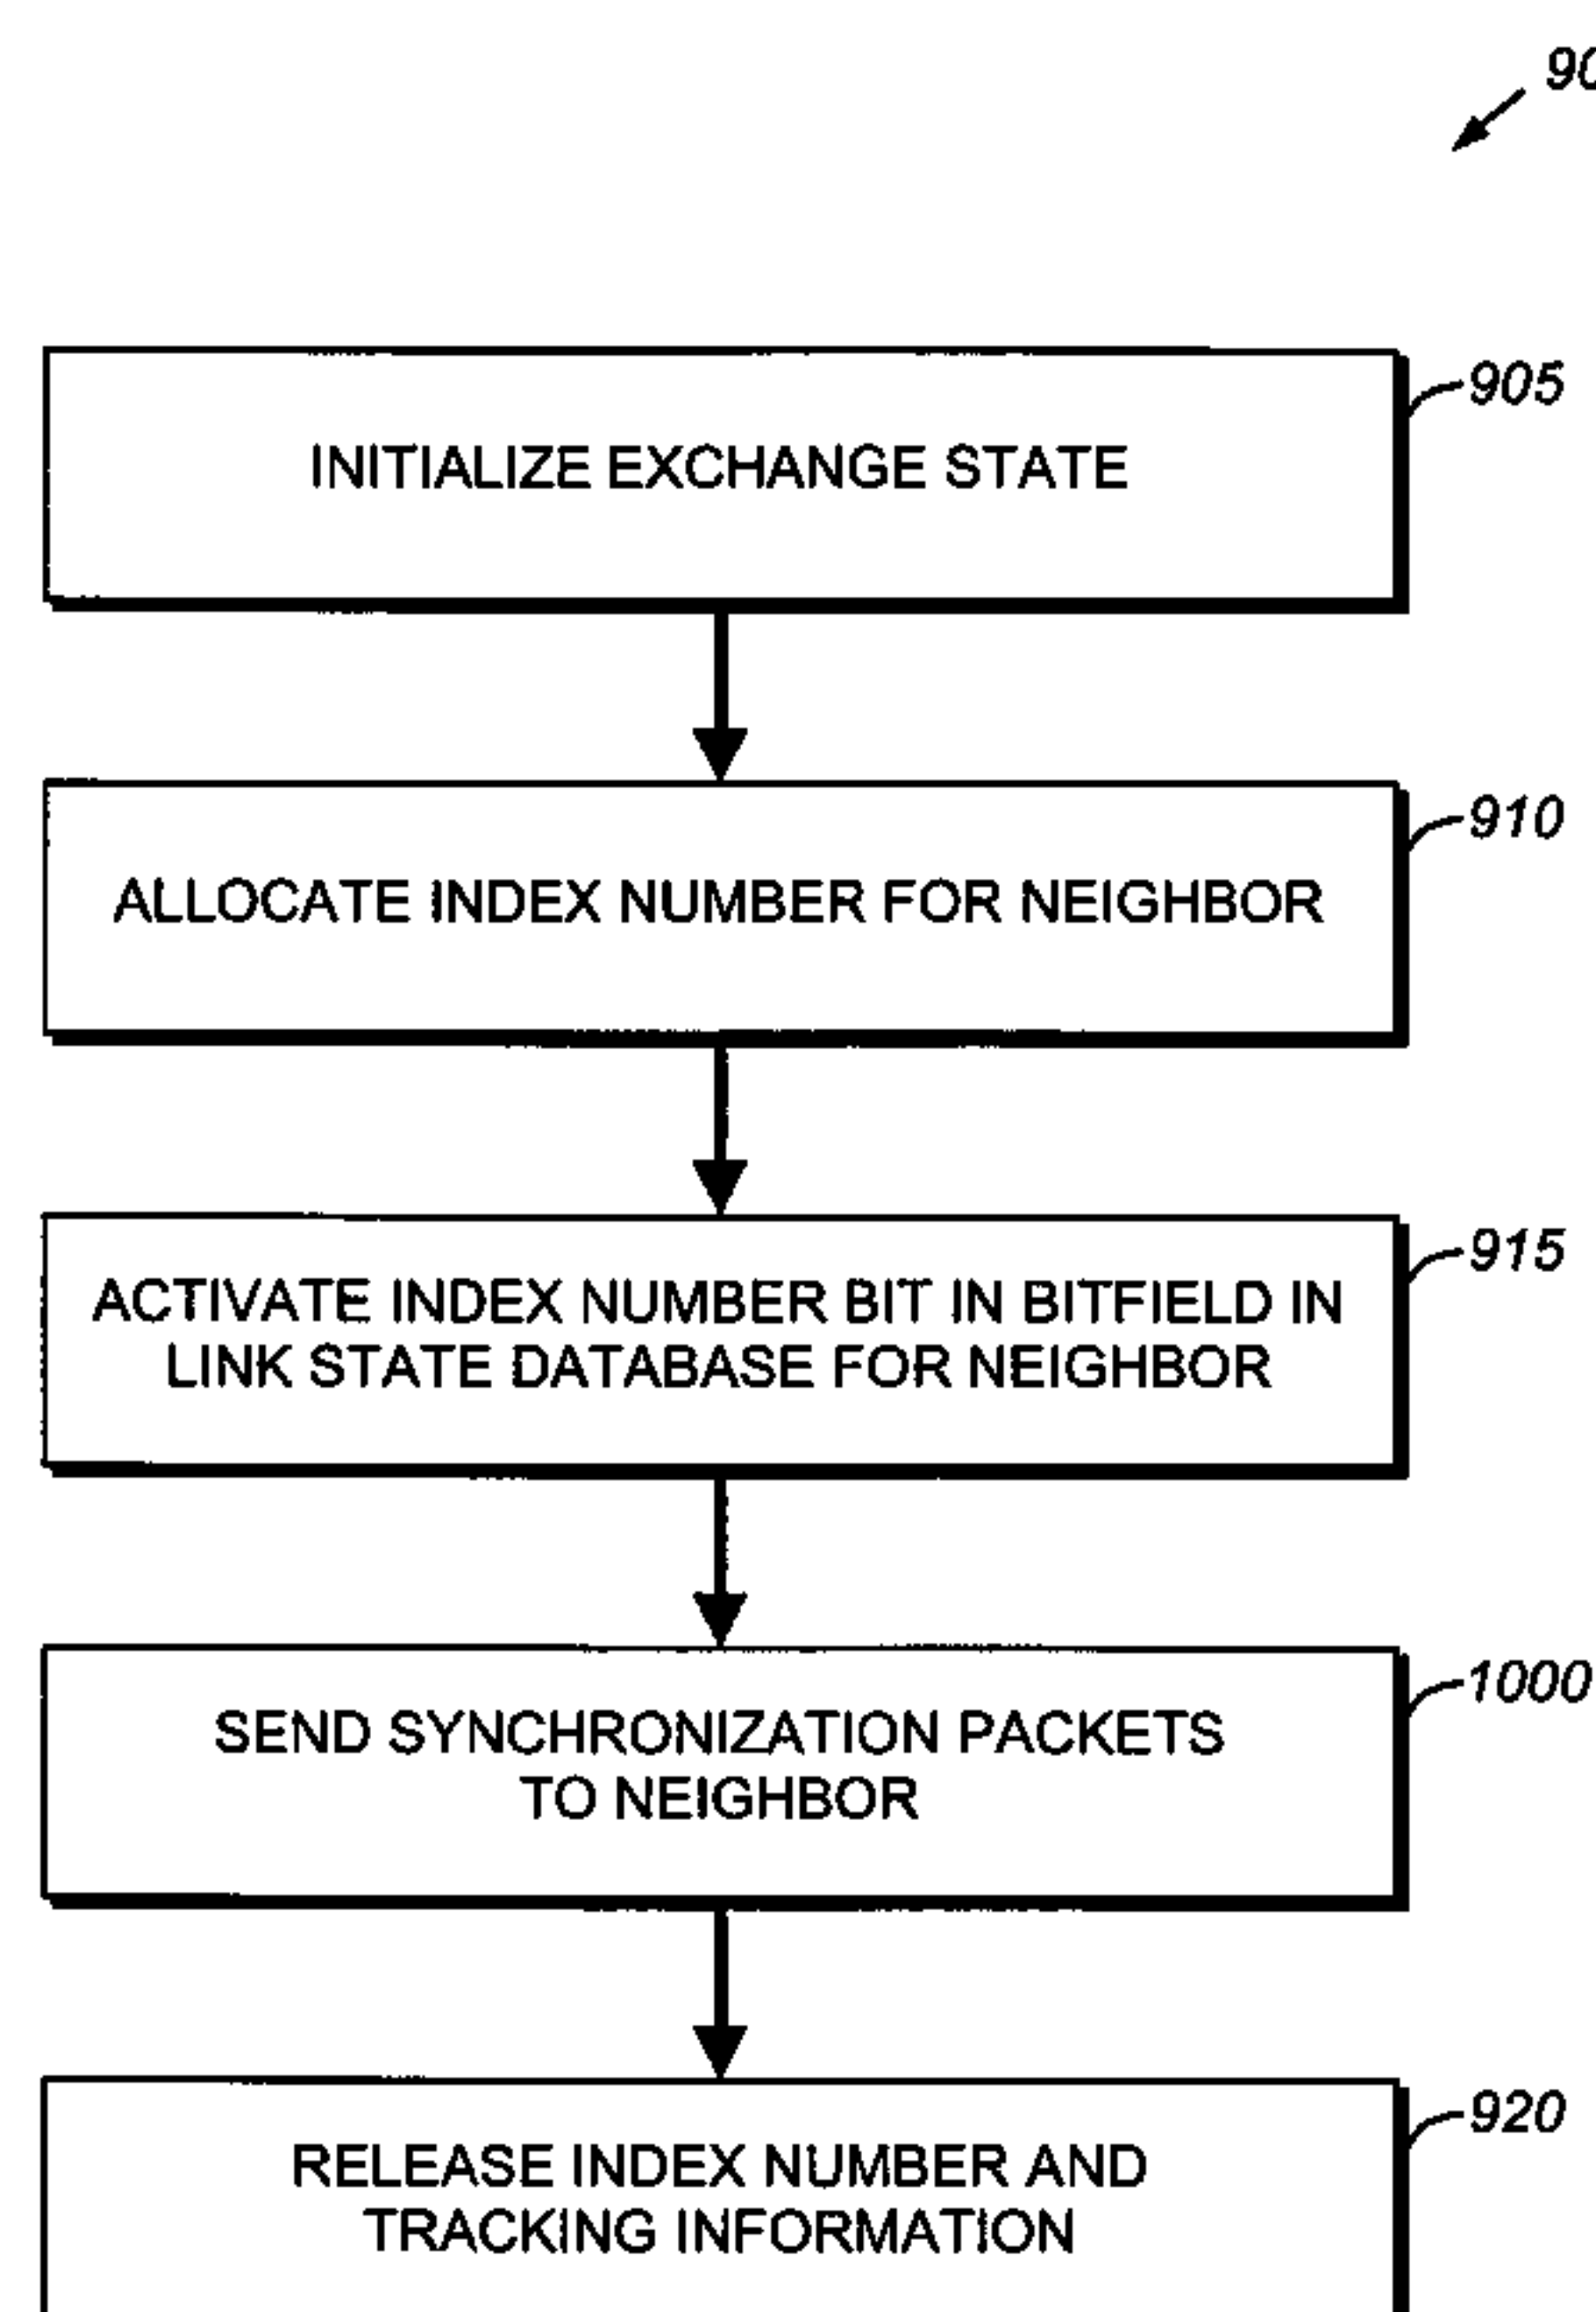 905
INITIALIZE EXCHANGE STATE
910
ALLOCATE INDEX NUMBER FOR NEIGHBOR
915
ACTIVATE INDEX NUMBER BIT IN BITFIELD IN
LINK STATE DATABASE FOR NEIGHBOR
1000
SEND SYNCHRONIZATION PACKETS
TO NEIGHBOR
920
RELEASE INDEX NUMBER AND
TRACKING INFORMATION